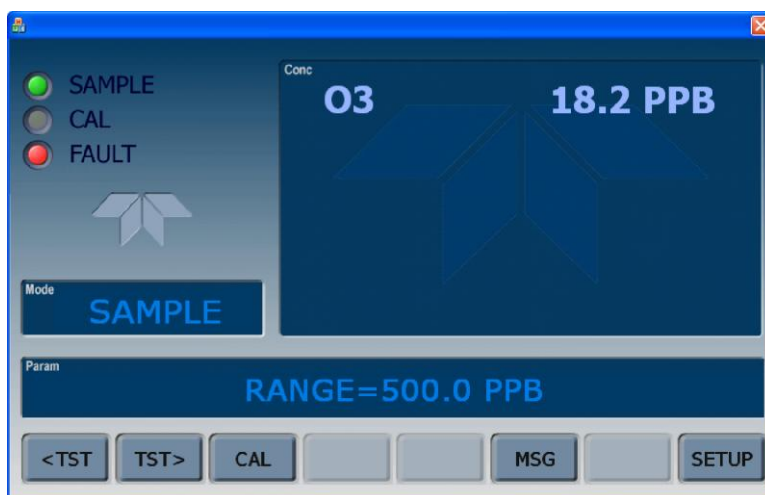 SAMPLE
CAL
FAULT
Conc
O3 18.2 PPB
Mode
SAMPLE
Param
RANGE=500.0 PPB
<TST TST> CAL MSG SETUP